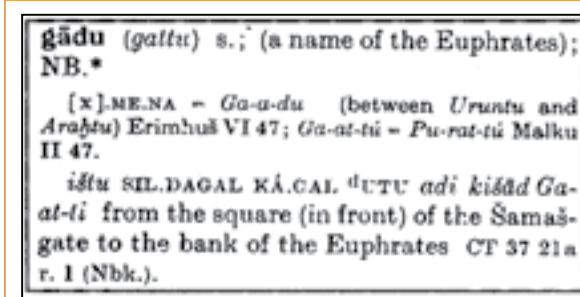 gādu (gattu) s.; (a name of the Euphrates);
NB.*
[x].ME.NA = Ga-a-du (between Uruntu and
Araḫtu) Erimḫuš VI 47; Ga-at-tú = Pu-rat-tú Malku
II 47.
ištu SIL.DAGAL KÁ.GAL ᵈUTU adi kišād Ga-
at-ti from the square (in front) of the Šamaš-
gate to the bank of the Euphrates CT 37 21a
r. 1 (Nbk.).